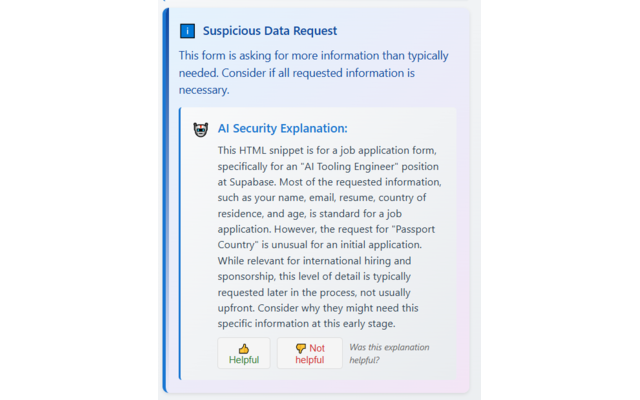 Suspicious Data Request
This form is asking for more information than typically
needed. Consider if all requested information is
necessary.
AI Security Explanation:
This HTML snippet is for a job application form,
specifically for an "AI Tooling Engineer" position
at Supabase. Most of the requested information,
such as your name, email, resume, country of
residence, and age, is standard for a job
application. However, the request for "Passport
Country" is unusual for an initial application.
While relevant for international hiring and
sponsorship, this level of detail is typically
requested later in the process, not usually
upfront. Consider why they might need this
specific information at this early stage.
Helpful
Not
helpful
Was this explanation
helpful?